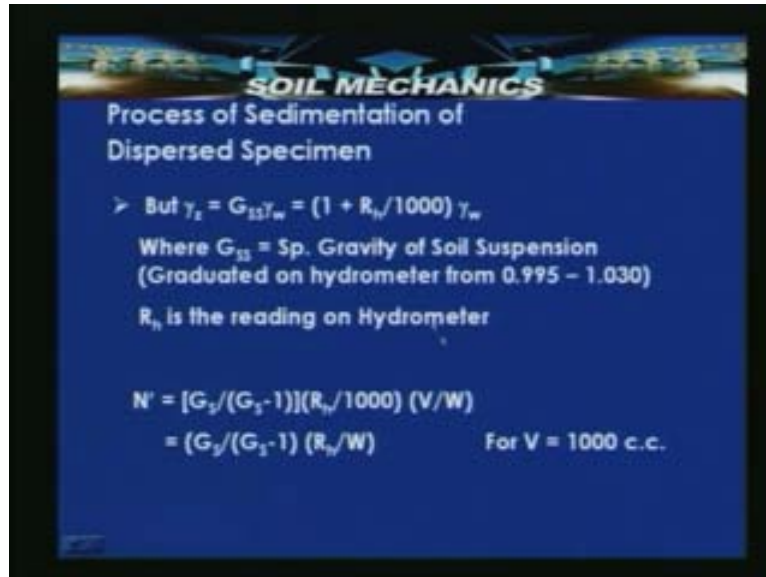 SOIL MECHANICS
Process of Sedimentation of
Dispersed Specimen
➢ But γz = GSSγw = (1 + Rh/1000) γw
Where GSS = Sp. Gravity of Soil Suspension
(Graduated on hydrometer from 0.995 – 1.030)
Rh is the reading on Hydrometer
N' = [GS/(GS-1)](Rh/1000) (V/W)
= (GS/(GS-1) (Rh/W) For V = 1000 c.c.